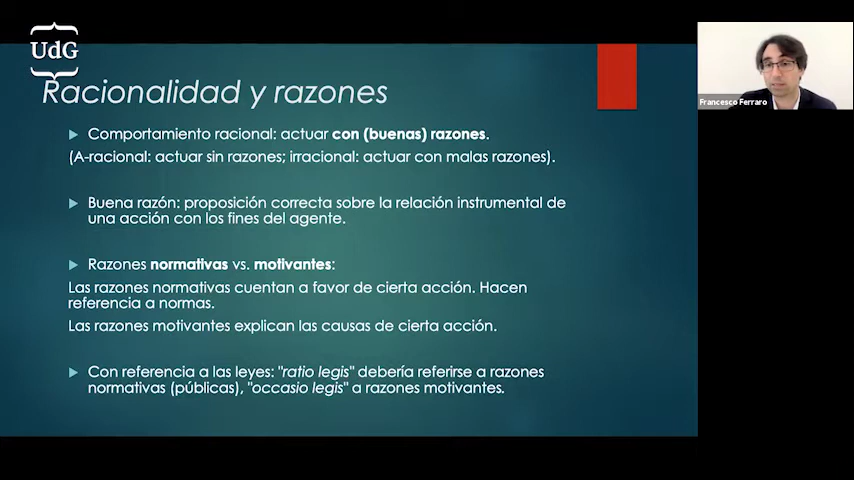 UdG
Racionalidad y razones
Comportamiento racional: actuar con (buenas) razones.
(A-racional: actuar sin razones; irracional: actuar con malas razones).
Buena razón: proposición correcta sobre la relación instrumental de
una acción con los fines del agente.
Razones normativas vs. motivantes:
Las razones normativas cuentan a favor de cierta acción. Hacen
referencia a normas.
Las razones motivantes explican las causas de cierta acción.
Con referencia a las leyes: "ratio legis" debería referirse a razones
normativas (públicas), "occasio legis" a razones motivantes.
Francesco Ferraro